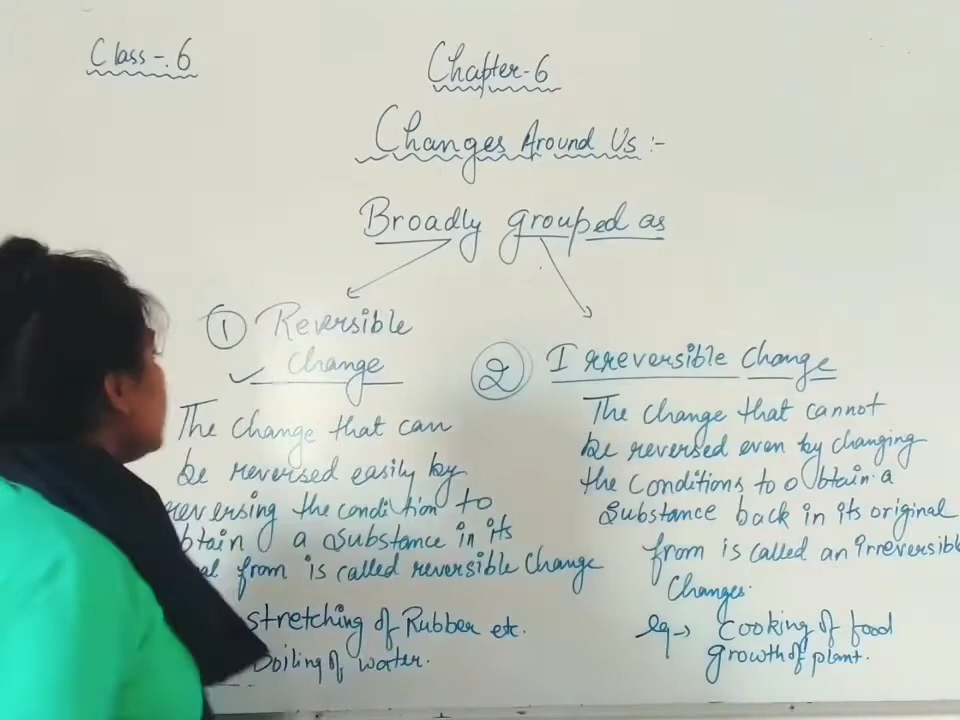 Class-.6
Chapter-6
Changes Around Us :-
Broadly grouped as
① Reversible
Change
The change that can
be reversed easily by
reversing the condition to
btain a substance in its
al from is called reversible change
stretching of Rubber etc.
Boiling of water.
② Irreversible Change
The change that cannot
be reversed even by changing
the conditions to obtain a
substance back in its original
from is called an irreversible
Changes.
eg→ Cooking of food
growth of plant.